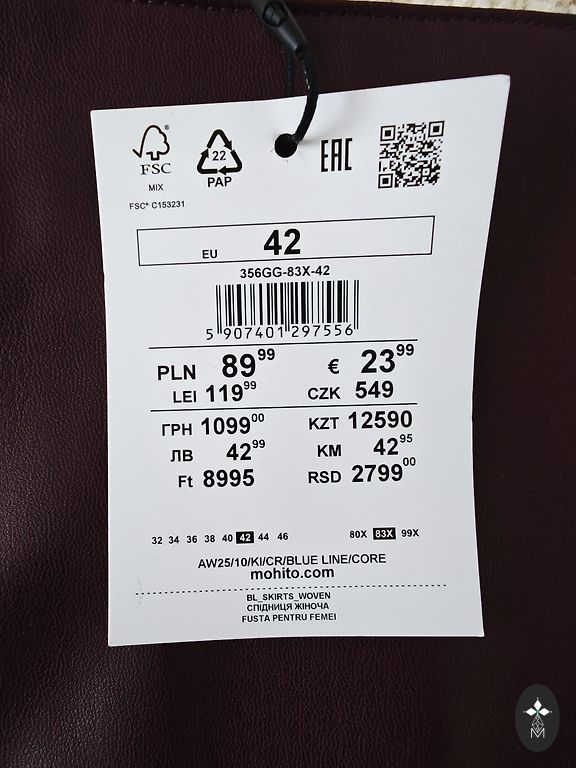 FSC®
MIX
FSC® C153231
22
PAP
EAC
EU 42
356GG-83X-42
5 907401 297556
PLN 89⁹⁹ € 23⁹⁹
LEI 119⁹⁹ CZK 549
ГРН 1099⁰⁰ KZT 12590
ЛВ 42⁹⁹ KM 42⁹⁵
Ft 8995 RSD 2799⁰⁰
32 34 36 38 40 42 44 46 80X 83X 99X
AW25/10/KI/CR/BLUE LINE/CORE
mohito.com
BL_SKIRTS_WOVEN
СПІДНИЦЯ ЖІНОЧА
FUSTA PENTRU FEMEI
M